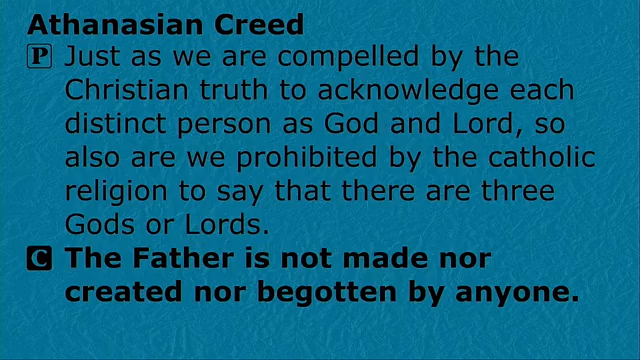 Athanasian Creed
P Just as we are compelled by the
Christian truth to acknowledge each
distinct person as God and Lord, so
also are we prohibited by the catholic
religion to say that there are three
Gods or Lords.
C The Father is not made nor
created nor begotten by anyone.